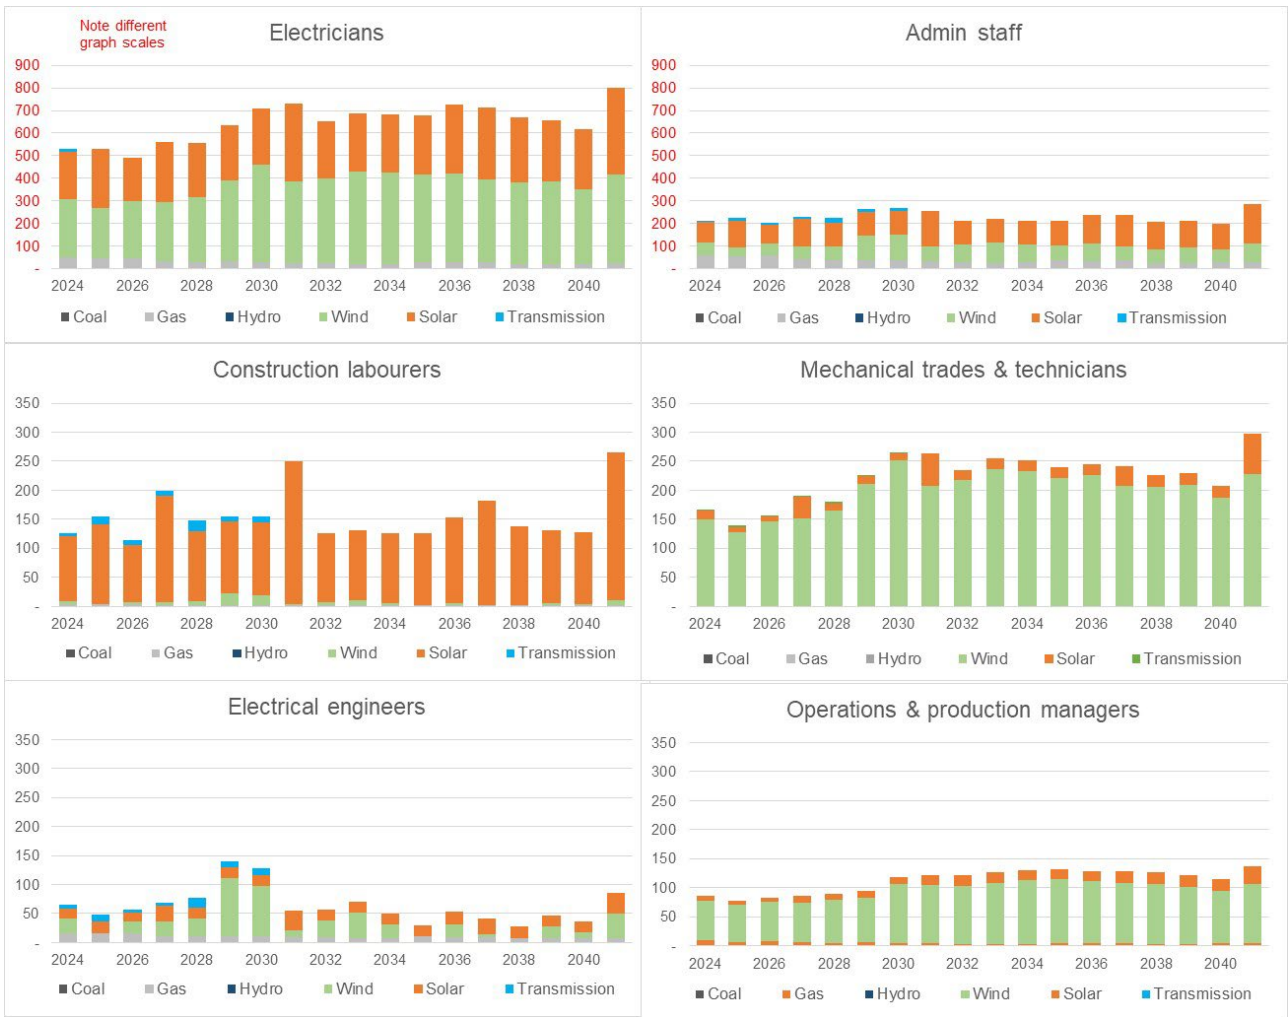 Note different
graph scales
Electricians
900
800
700
600
500
400
300
200
100
-
2024 2026 2028 2030 2032 2034 2036 2038 2040
Coal Gas Hydro Wind Solar Transmission
Admin staff
900
800
700
600
500
400
300
200
100
-
2024 2026 2028 2030 2032 2034 2036 2038 2040
Coal Gas Hydro Wind Solar Transmission
Construction labourers
350
300
250
200
150
100
50
-
2024 2026 2028 2030 2032 2034 2036 2038 2040
Coal Gas Hydro Wind Solar Transmission
Mechanical trades & technicians
350
300
250
200
150
100
50
-
2024 2026 2028 2030 2032 2034 2036 2038 2040
Coal Gas Hydro Wind Solar Transmission
Electrical engineers
350
300
250
200
150
100
50
-
2024 2026 2028 2030 2032 2034 2036 2038 2040
Coal Gas Hydro Wind Solar Transmission
Operations & production managers
350
300
250
200
150
100
50
-
2024 2026 2028 2030 2032 2034 2036 2038 2040
Coal Gas Hydro Wind Solar Transmission